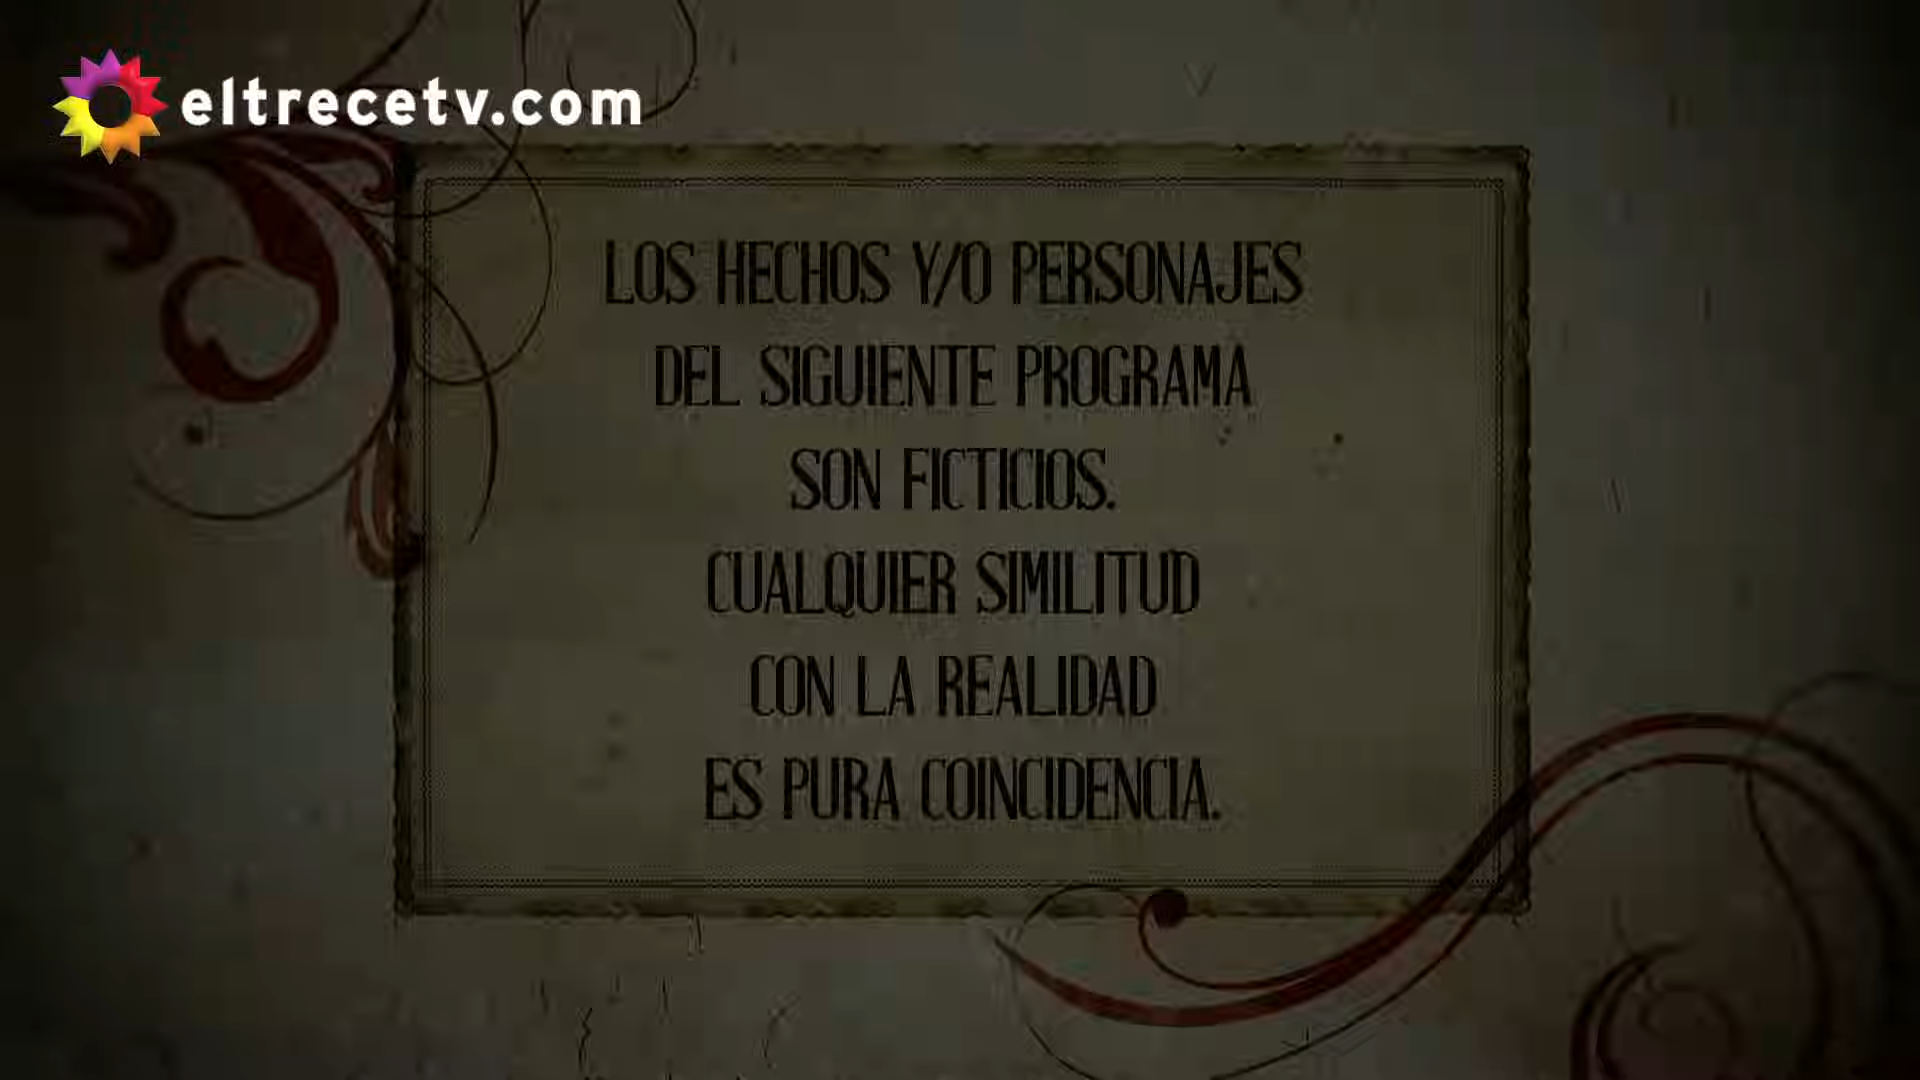 eltrecetv.com
LOS HECHOS Y/O PERSONAJES
DEL SIGUIENTE PROGRAMA
SON FICTICIOS.
CUALQUIER SIMILITUD
CON LA REALIDAD
ES PURA COINCIDENCIA.